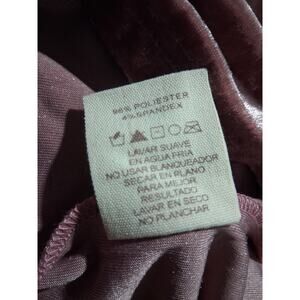 96% POLIESTER
4% SPANDEX
LAVAR SUAVE
EN AGUA FRIA
NO USAR BLANQUEADOR
SECAR EN PLANO
PARA MEJOR
RESULTADO
LAVAR EN SECO
NO PLANCHAR